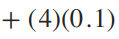 + (4)(0.1)